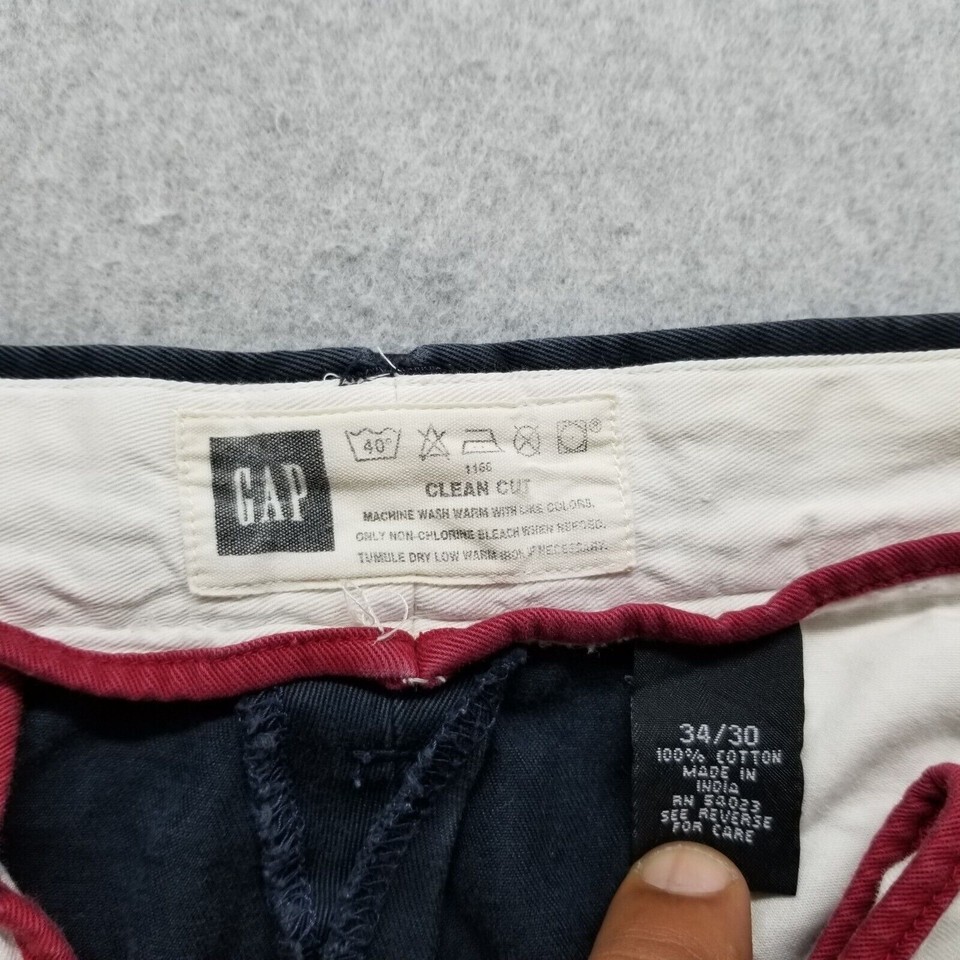 GAP
40°
1166
CLEAN CUT
MACHINE WASH WARM WITH LIKE COLORS.
ONLY NON-CHLORINE BLEACH WHEN NEEDED.
TUMBLE DRY LOW WARM IRON IF NECESSARY.
34/30
100% COTTON
MADE IN
INDIA
RN 54023
SEE REVERSE
FOR CARE